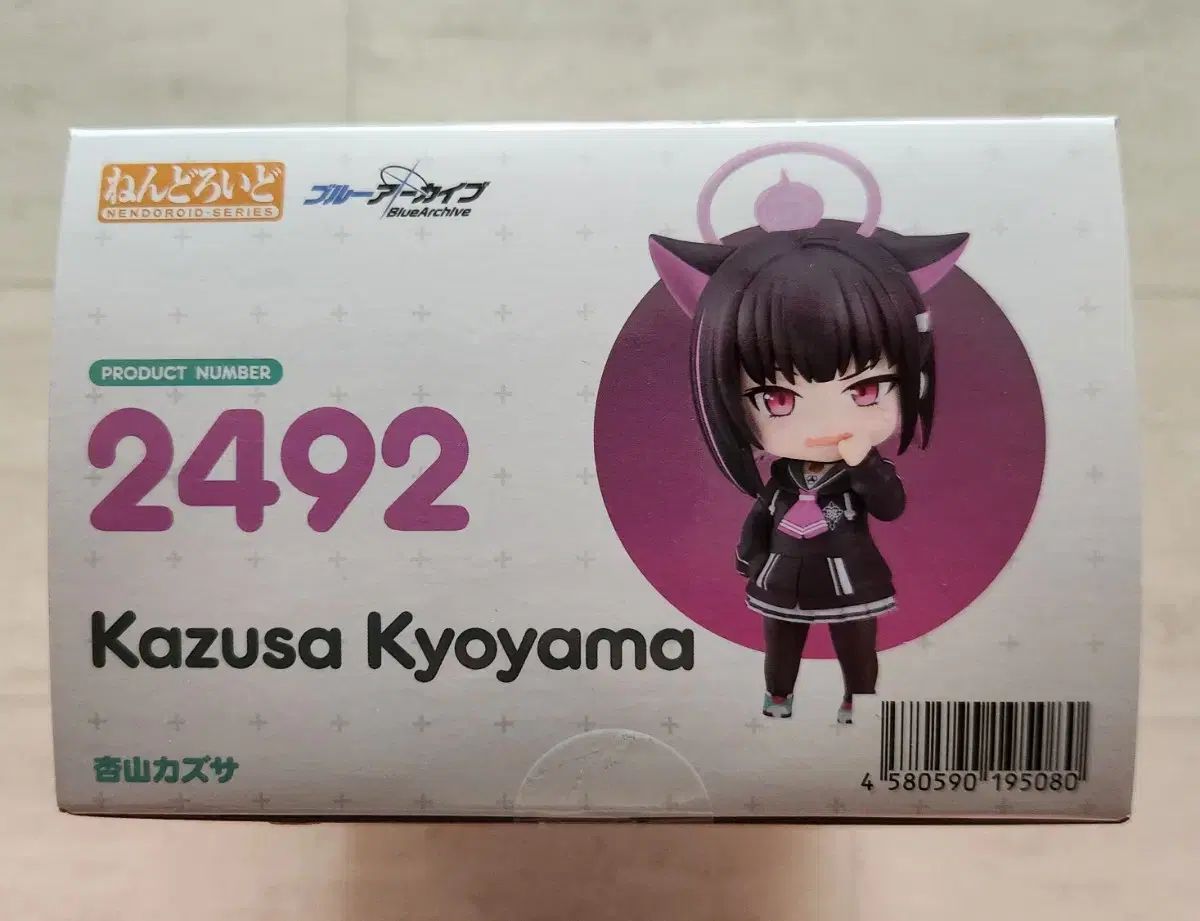 ねんどろいど
NENDOROID-SERIES
ブルーアーカイブ
BlueArchive
PRODUCT NUMBER
2492
Kazusa Kyoyama
杏山カズサ
4 580590 195080